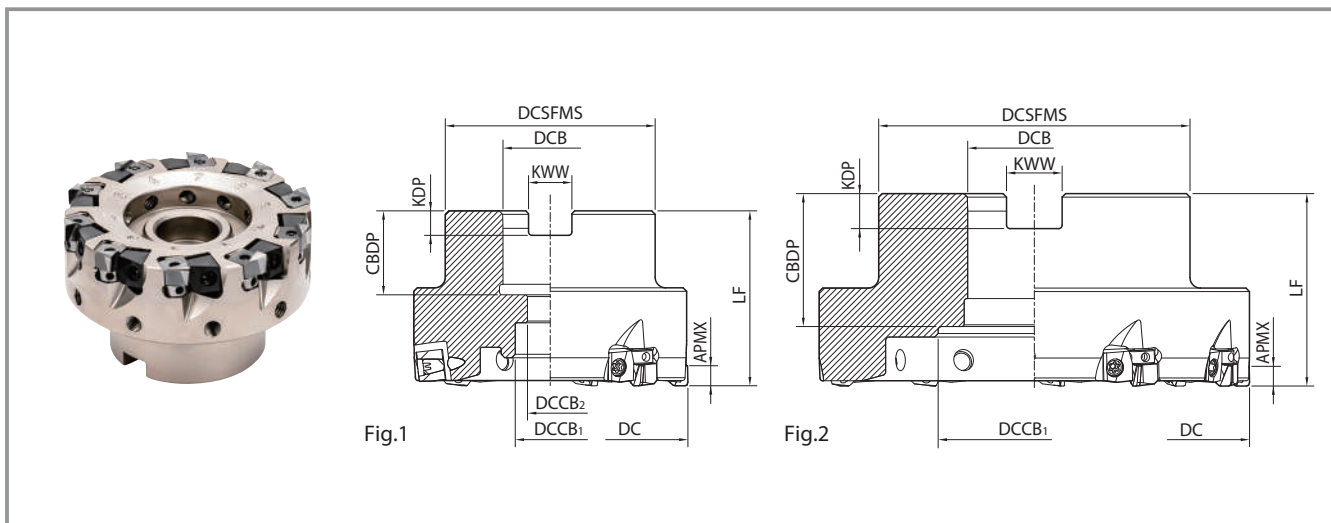 DCSFMS
DCB
KWW
KDP
CBDP
LF
APMX
DCCB₂
DCCB₁
DC
Fig.1
DCSFMS
DCB
KWW
KDP
CBDP
LF
APMX
DCCB₁
DC
Fig.2